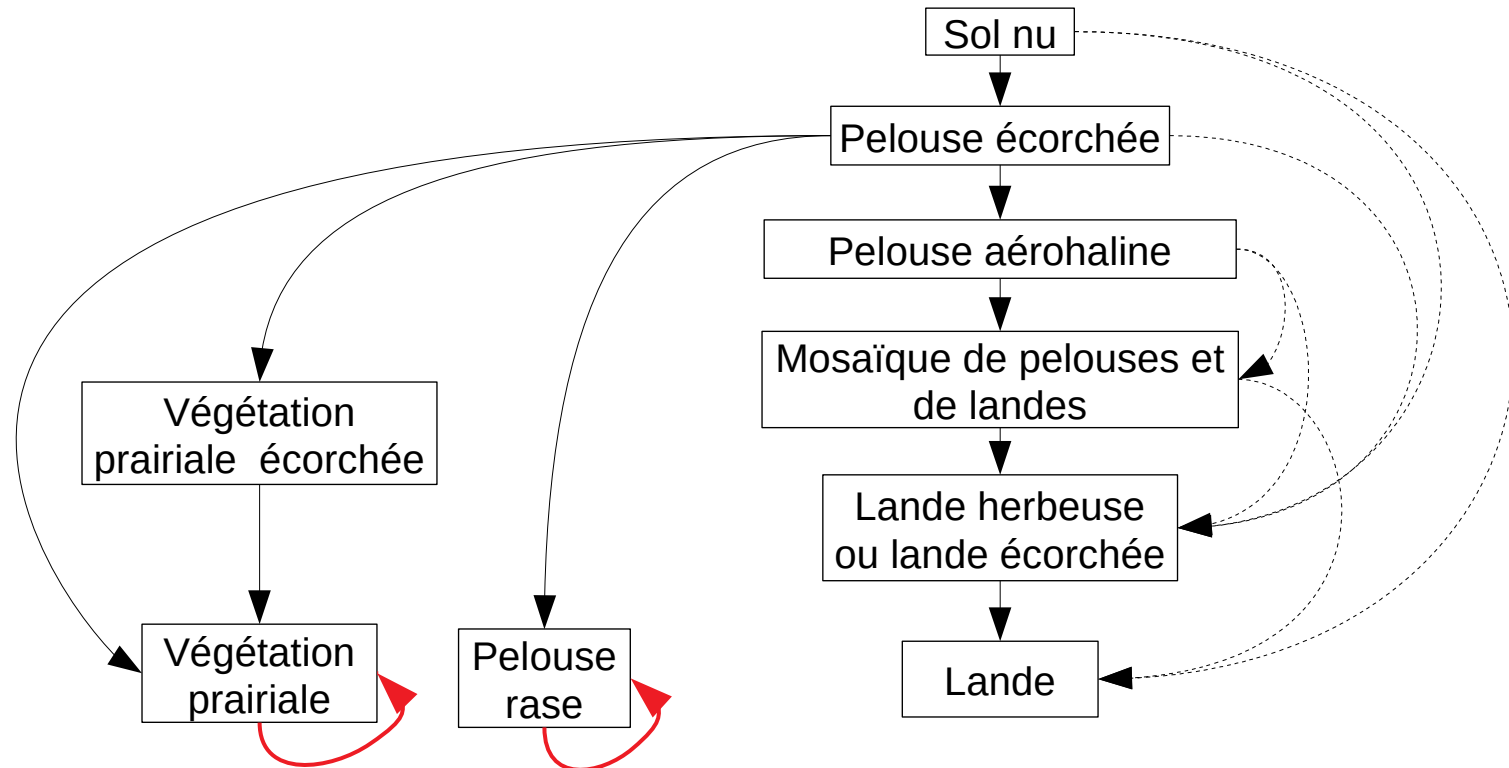 Sol nu
Pelouse écorchée
Pelouse aérohaline
Mosaïque de pelouses et
de landes
Végétation
prairiale écorchée
Lande herbeuse
ou lande écorchée
Végétation
prairiale
Pelouse
rase
Lande